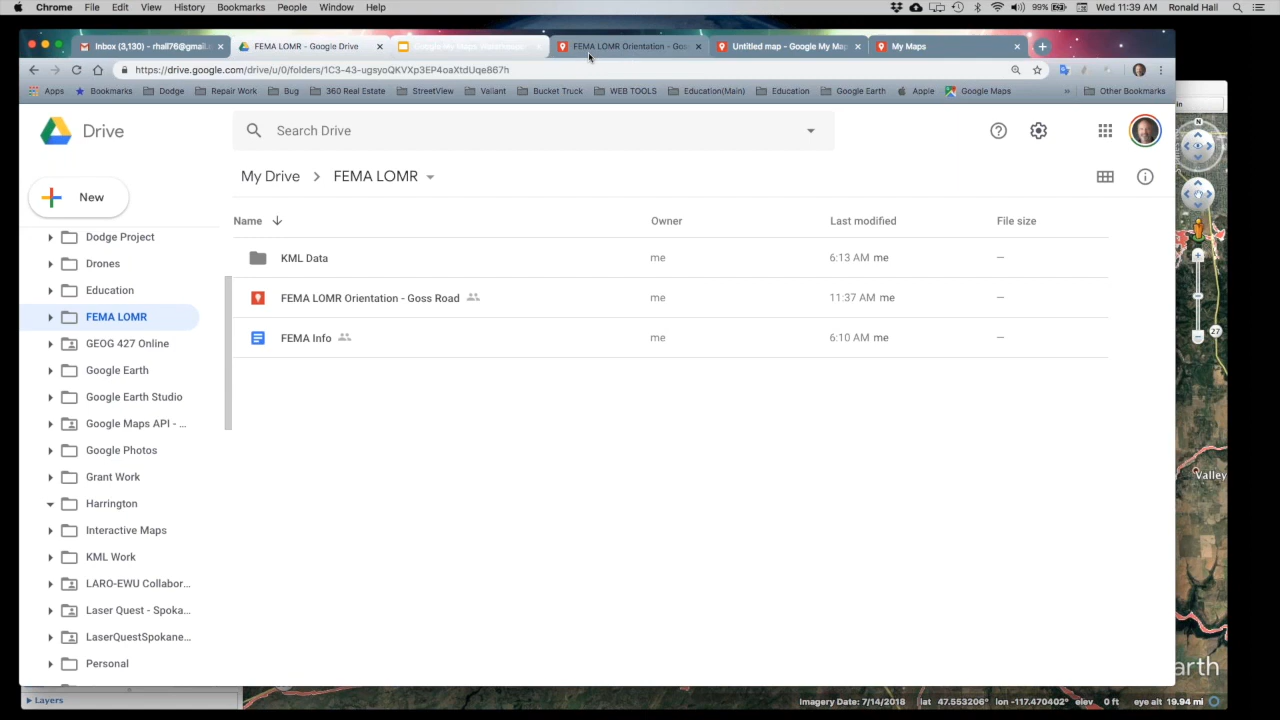 Chrome File Edit View History Bookmarks People Window Help 99% Wed 11:39 AM Ronald Hall
Inbox (3,130) - rhall76@gmail. FEMA LOMR - Google Drive FEMA LOMR Orientation - Gos Untitled map - Google My Map My Maps
https://drive.google.com/drive/u/0/folders/1C3-43-ugsyoQKVXp3EP4oaXtdUqe867h
Apps Bookmarks Dodge Repair Work Bug 360 Real Estate StreetView Valiant Bucket Truck WEB TOOLS Education(Main) Education Google Earth Apple Google Maps » Other Bookmarks
in
Drive Search Drive
N
My Drive > FEMA LOMR
New
Name Owner Last modified File size
Dodge Project
KML Data me 6:13 AM me —
Drones
Education
FEMA LOMR Orientation - Goss Road me 11:37 AM me —
FEMA LOMR
27
FEMA Info me 6:10 AM me —
GEOG 427 Online
Google Earth
Google Earth Studio
Google Maps API - ...
Google Photos
Grant Work
Valley
Harrington
Interactive Maps
KML Work
LARO-EWU Collabor...
Laser Quest - Spoka...
LaserQuestSpokane...
Personal
arth
Layers
Imagery Date: 7/14/2018 lat 47.553206° lon -117.470402° elev 0 ft eye alt 19.94 mi